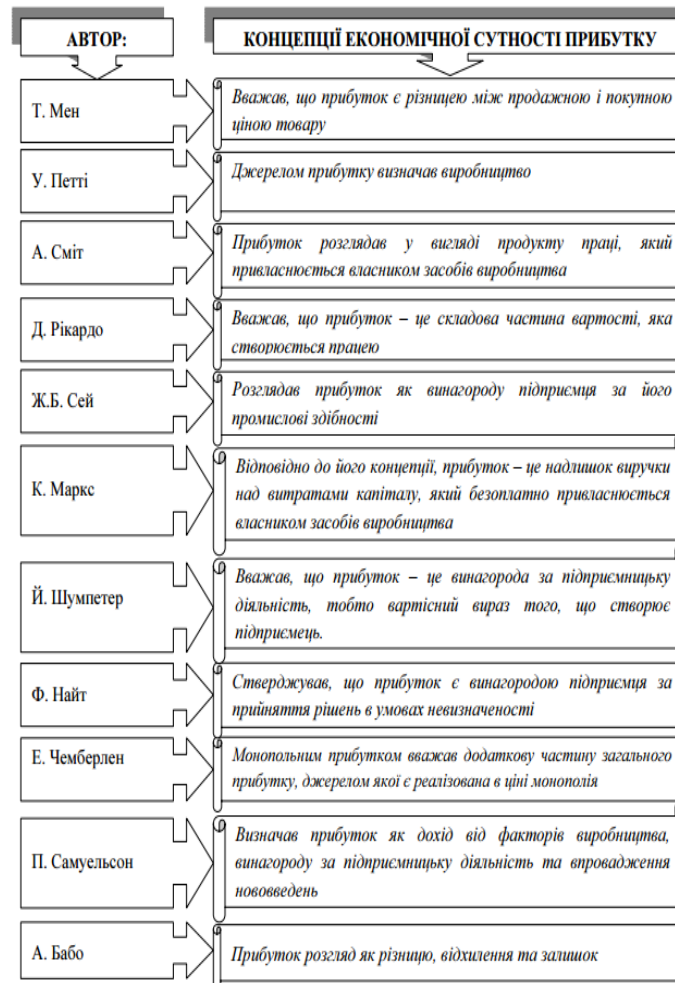 АВТОР:
КОНЦЕПЦІЇ ЕКОНОМІЧНОЇ СУТНОСТІ ПРИБУТКУ
Т. Мен
Вважав, що прибуток є різницею між продажною і покупною
ціною товару
У. Петті
Джерелом прибутку визначав виробництво
А. Сміт
Прибуток розглядав у вигляді продукту праці, який
привласнюється власником засобів виробництва
Д. Рікардо
Вважав, що прибуток – це складова частина вартості, яка
створюється працею
Ж.Б. Сей
Розглядав прибуток як винагороду підприємця за його
промислові здібності
К. Маркс
Відповідно до його концепції, прибуток – це надлишок виручки
над витратами капіталу, який безоплатно привласнюється
власником засобів виробництва
Й. Шумпетер
Вважав, що прибуток – це винагорода за підприємницьку
діяльність, тобто вартісний вираз того, що створює
підприємець.
Ф. Найт
Стверджував, що прибуток є винагородою підприємця за
прийняття рішень в умовах невизначеності
Е. Чемберлен
Монопольним прибутком вважав додаткову частину загального
прибутку, джерелом якої є реалізована в ціні монополія
П. Самуельсон
Визначав прибуток як дохід від факторів виробництва,
винагороду за підприємницьку діяльність та впровадження
нововведень
А. Бабо
Прибуток розгляд як різницю, відхилення та залишок